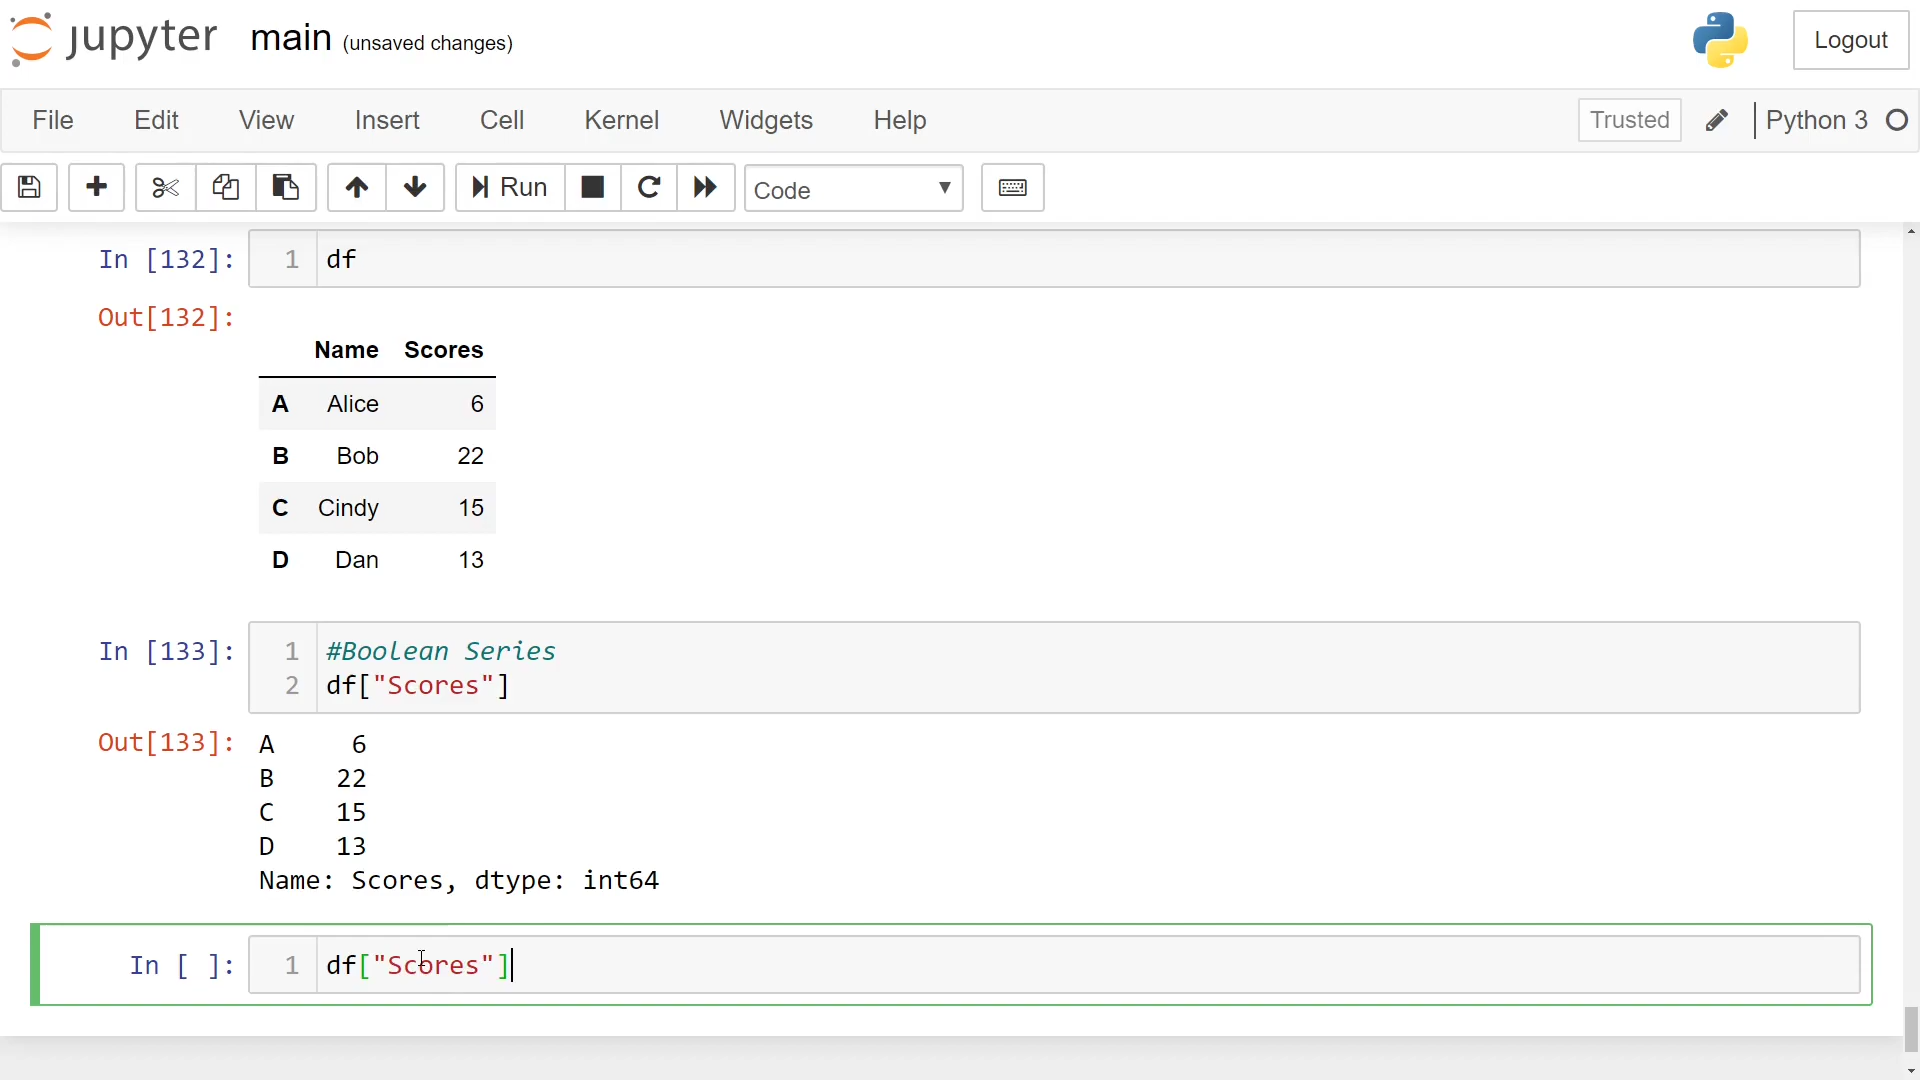 jupyter main (unsaved changes) Logout
File Edit View Insert Cell Kernel Widgets Help Trusted Python 3
Run Code
In [132]: 1 df
Out[132]:
Name Scores
A Alice 6
B Bob 22
C Cindy 15
D Dan 13
In [133]: 1 #Boolean Series
2 df["Scores"]
Out[133]: A 6
B 22
C 15
D 13
Name: Scores, dtype: int64
In [ ]: 1 df["Scores"]